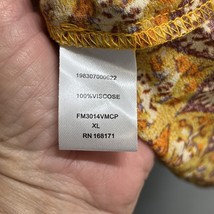 198307000622
100%VISCOSE
FM3014VMCP
XL
RN 168171